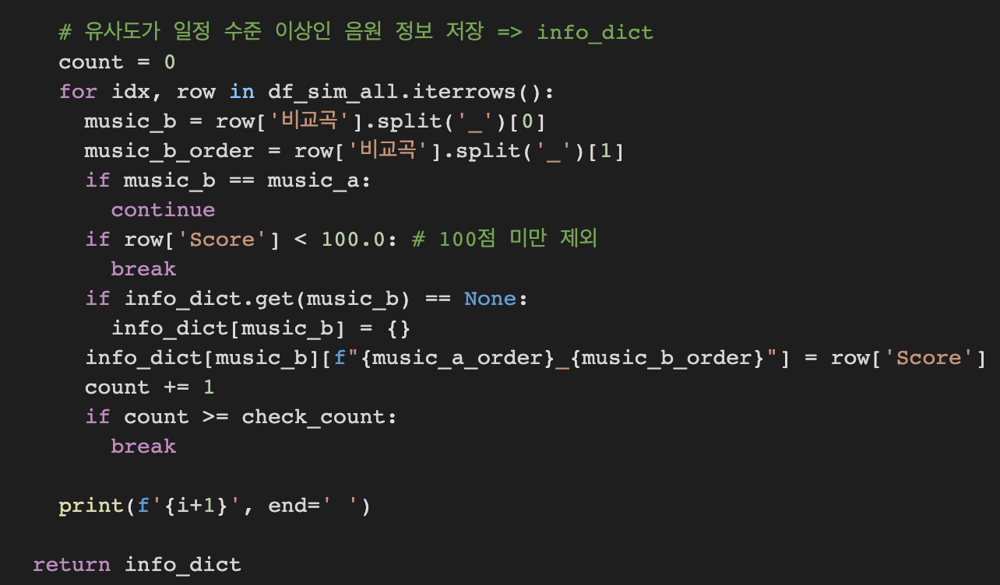 # 유사도가 일정 수준 이상인 음원 정보 저장 => info_dict
count = 0
for idx, row in df_sim_all.iterrows():
music_b = row['비교곡'].split('_')[0]
music_b_order = row['비교곡'].split('_')[1]
if music_b == music_a:
continue
if row['Score'] < 100.0: # 100점 미만 제외
break
if info_dict.get(music_b) == None:
info_dict[music_b] = {}
info_dict[music_b][f"{music_a_order}_{music_b_order}"] = row['Score']
count += 1
if count >= check_count:
break
print(f'{i+1}', end=' ')
return info_dict